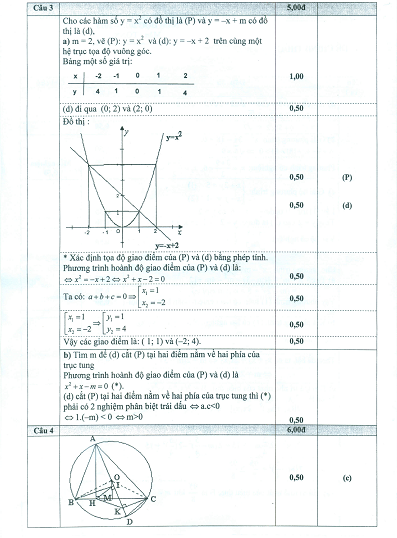 Câu 3 5,00đ
Cho các hàm số y = x² có đồ thị là (P) và y = –x + m có đồ
thị là (d),
a) m = 2, vẽ (P): y = x² và (d): y = –x + 2 trên cùng một
hệ trục tọa độ vuông góc.
Bảng một số giá trị:
x -2 -1 0 1 2
y 4 1 0 1 4
1,00
(d) đi qua (0; 2) và (2; 0) 0,50
Đồ thị :
y
y=x²
0,50 (P)
2
0,50 (d)
1
-2 -1 0 1 2 x
y=-x+2
* Xác định tọa độ giao điểm của (P) và (d) bằng phép tính.
Phương trình hoành độ giao điểm của (P) và (d) là:
⇔ x² = –x + 2 ⇔ x² + x – 2 = 0 0,50
Ta có: a + b + c = 0 ⇒ [x₁ = 1 x₂ = –2 0,50
[x₁ = 1 x₂ = –2 ⇒ [y₁ = 1 y₂ = 4 0,50
Vậy các giao điểm là: ( 1; 1) và (–2; 4). 0,50
b) Tìm m để (d) cắt (P) tại hai điểm nằm về hai phía của
trục tung
Phương trình hoành độ giao điểm của (P) và (d) là
x² + x – m = 0 (*).
(d) cắt (P) tại hai điểm nằm về hai phía của trục tung thì (*)
phải có 2 nghiệm phân biệt trái dấu ⇔ a.c<0
⇔ 1.(–m) < 0 ⇔ m>0 0,50
Câu 4 6,00đ
A
O
I
B H M C
K
D
0,50 (c)